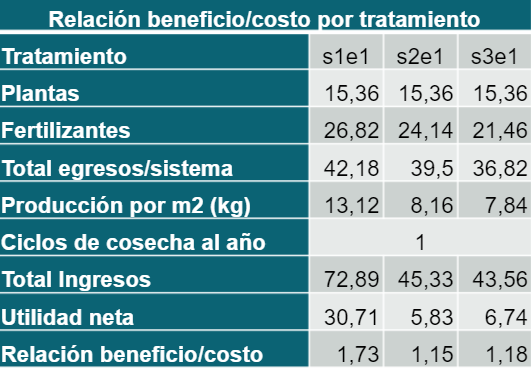 Relación beneficio/costo por tratamiento
Tratamiento s1e1 s2e1 s3e1
Plantas 15,36 15,36 15,36
Fertilizantes 26,82 24,14 21,46
Total egresos/sistema 42,18 39,5 36,82
Producción por m2 (kg) 13,12 8,16 7,84
Ciclos de cosecha al año 1
Total Ingresos 72,89 45,33 43,56
Utilidad neta 30,71 5,83 6,74
Relación beneficio/costo 1,73 1,15 1,18